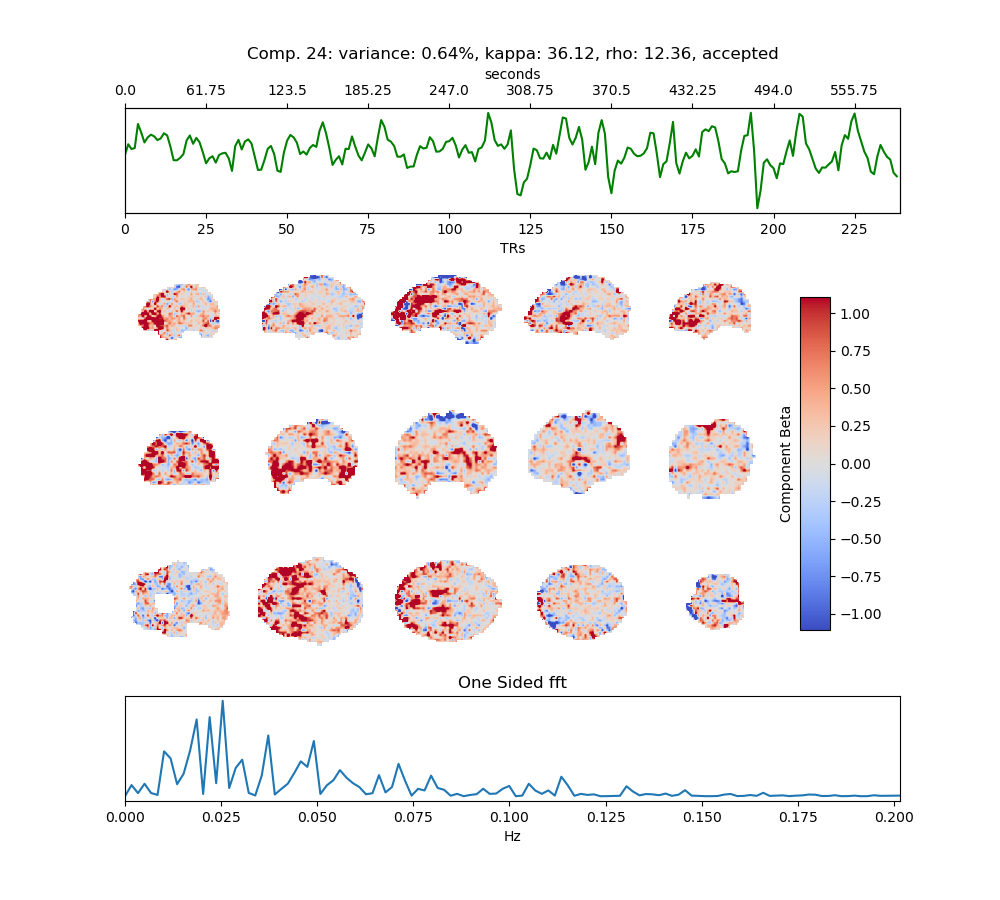 Comp. 24: variance: 0.64%, kappa: 36.12, rho: 12.36, accepted
seconds
0.0 61.75 123.5 185.25 247.0 308.75 370.5 432.25 494.0 555.75
0 25 50 75 100 125 150 175 200 225
TRs
Component Beta
1.00
0.75
0.50
0.25
0.00
−0.25
−0.50
−0.75
−1.00
One Sided fft
0.000 0.025 0.050 0.075 0.100 0.125 0.150 0.175 0.200
Hz